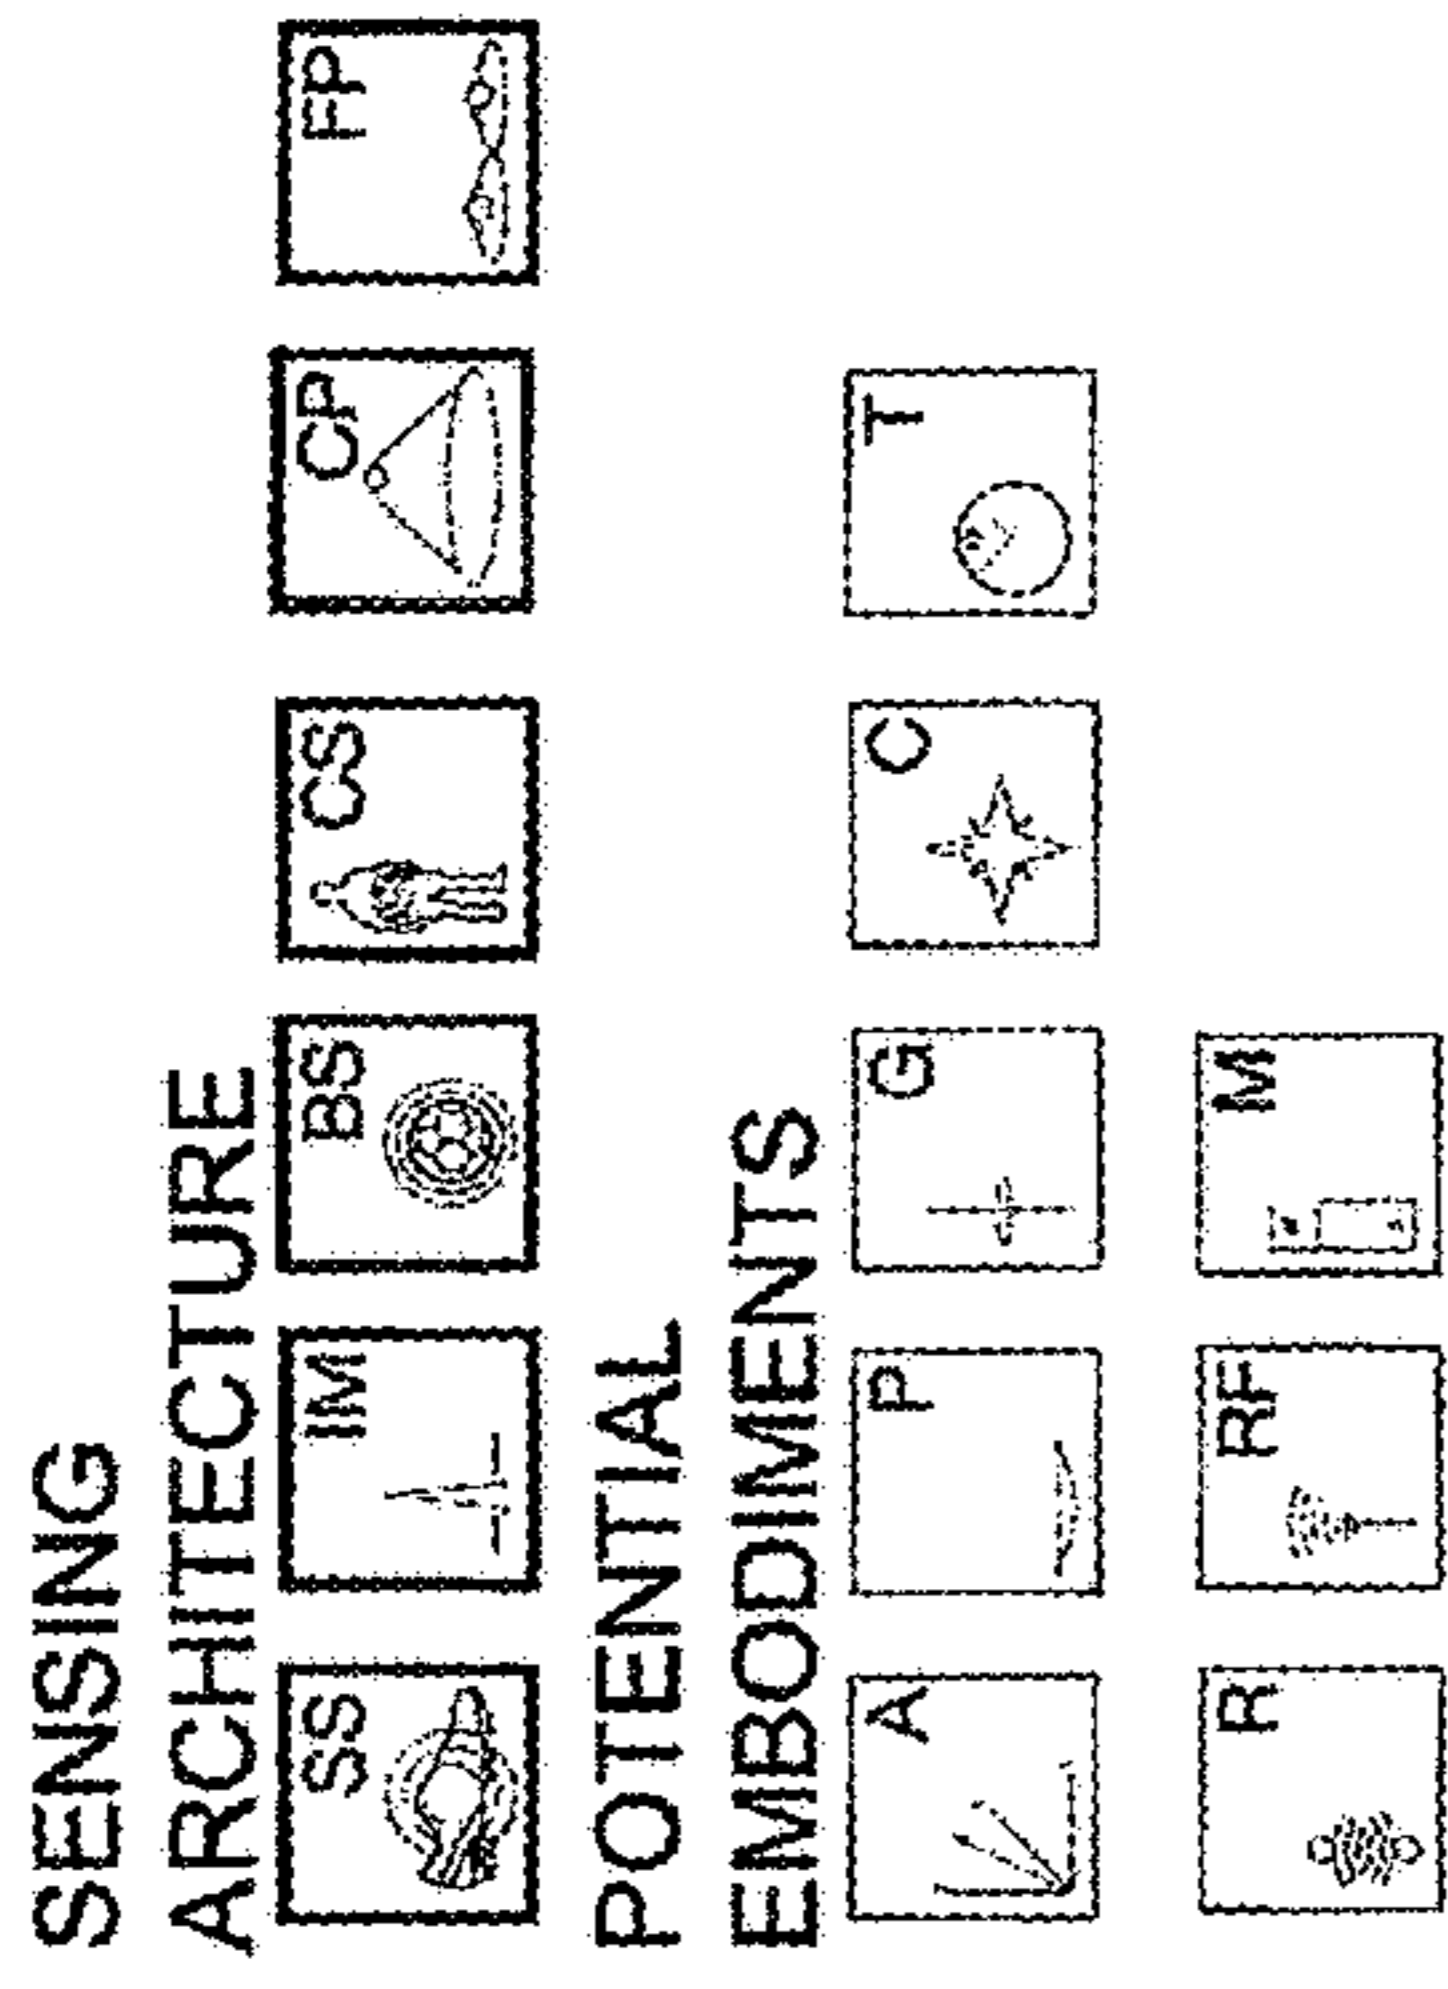 SENSING
ARCHITECTURE
SS IM BS CS CP FP
POTENTIAL
EMBODIMENTS
A P G C T
R RF M